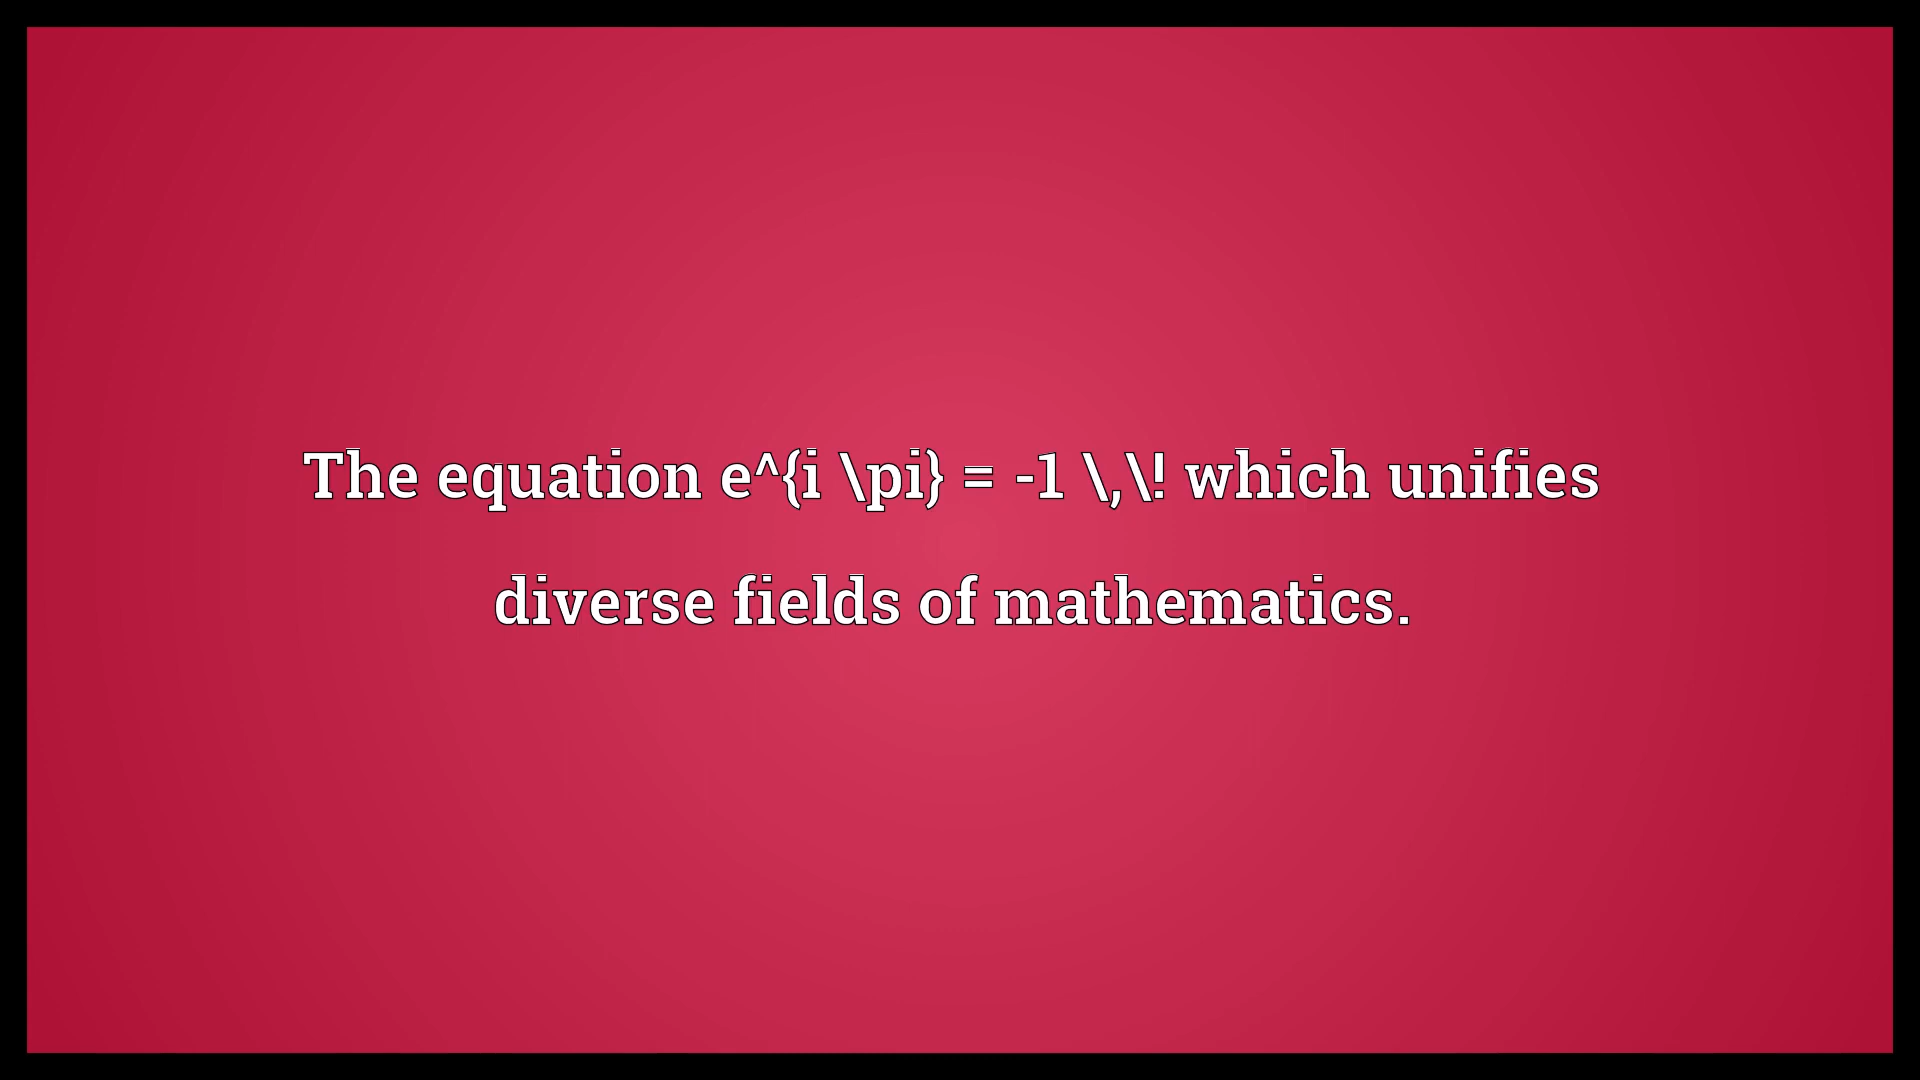 The equation e^{i \pi} = -1 \,\! which unifies
diverse fields of mathematics.